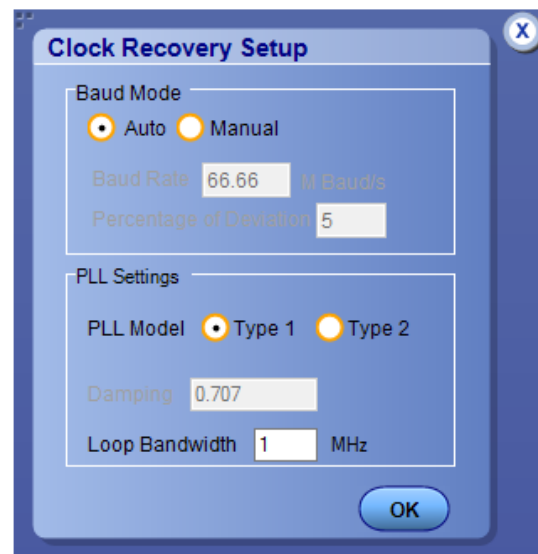 X
Clock Recovery Setup
Baud Mode
Auto Manual
Baud Rate 66.66 M Baud/s
Percentage of Deviation 5
PLL Settings
PLL Model Type 1 Type 2
Damping 0.707
Loop Bandwidth 1 MHz
OK